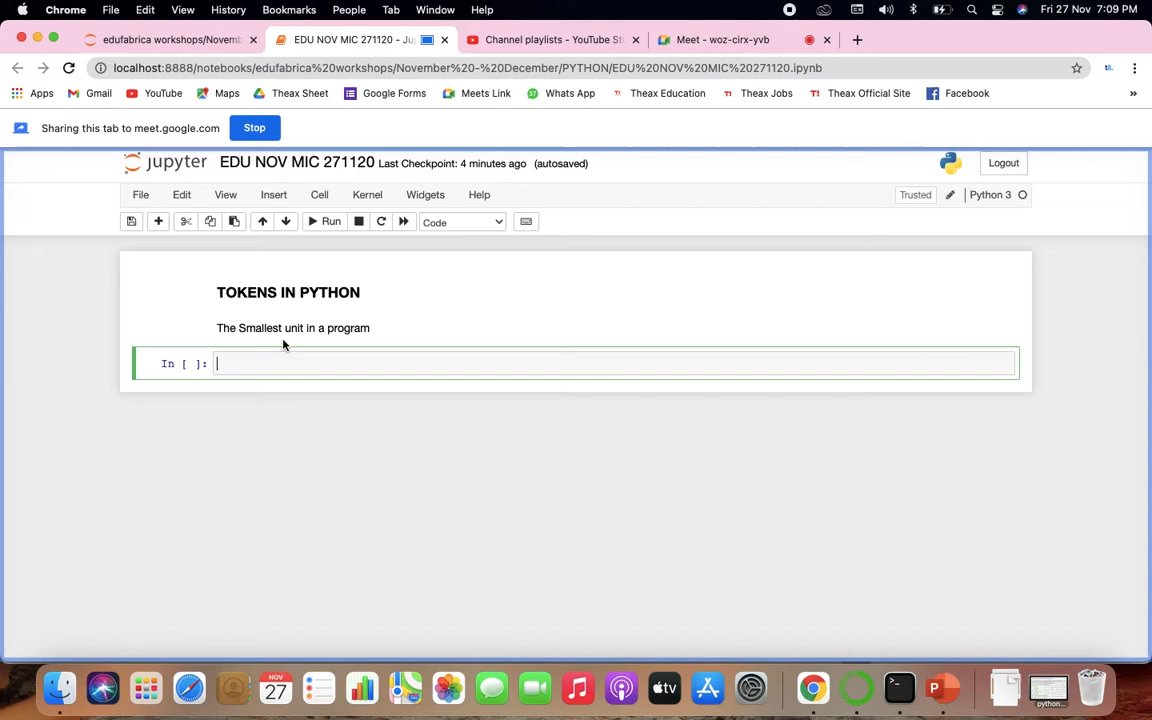 Chrome File Edit View History Bookmarks People Tab Window Help Fri 27 Nov 7:09 PM
edufabrica workshops/Novemb EDU NOV MIC 271120 - Ju Channel playlists - YouTube St Meet - woz-cirx-yvb
localhost:8888/notebooks/edufabrica%20workshops/November%20-%20December/PYTHON/EDU%20NOV%20MIC%20271120.ipynb
Apps Gmail YouTube Maps Theax Sheet Google Forms Meets Link Whats App Theax Education Theax Jobs Theax Official Site Facebook »
Sharing this tab to meet.google.com Stop
jupyter EDU NOV MIC 271120 Last Checkpoint: 4 minutes ago (autosaved) Logout
File Edit View Insert Cell Kernel Widgets Help Trusted Python 3
Run Code
TOKENS IN PYTHON
The Smallest unit in a program
In [ ]:
NOV
27
tv
python...